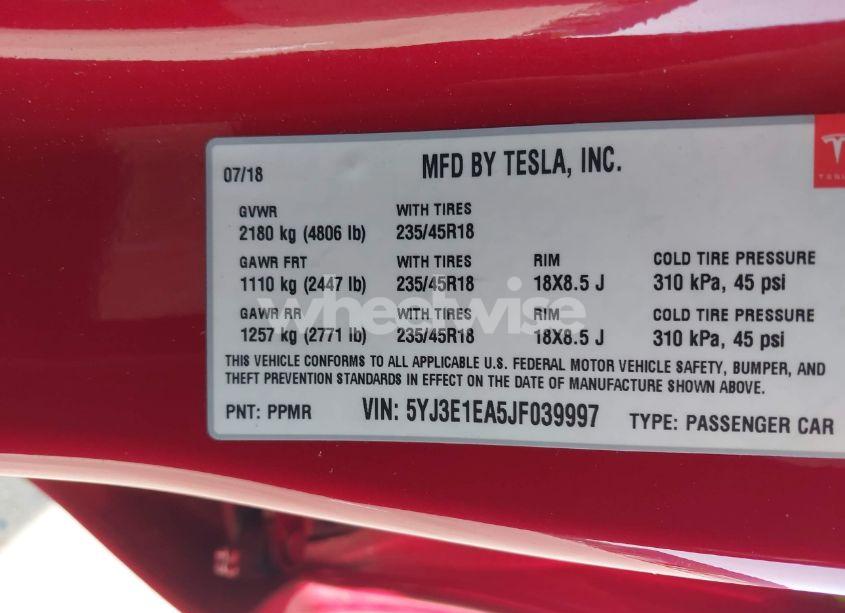 07/18 MFD BY TESLA, INC.
TESLA
GVWR WITH TIRES
2180 kg (4806 lb) 235/45R18
GAWR FRT WITH TIRES RIM COLD TIRE PRESSURE
1110 kg (2447 lb) 235/45R18 18X8.5 J 310 kPa, 45 psi
wheelwise
GAWR RR WITH TIRES RIM COLD TIRE PRESSURE
1257 kg (2771 lb) 235/45R18 18X8.5 J 310 kPa, 45 psi
THIS VEHICLE CONFORMS TO ALL APPLICABLE U.S. FEDERAL MOTOR VEHICLE SAFETY, BUMPER, AND
THEFT PREVENTION STANDARDS IN EFFECT ON THE DATE OF MANUFACTURE SHOWN ABOVE.
PNT: PPMR VIN: 5YJ3E1EA5JF039997 TYPE: PASSENGER CAR